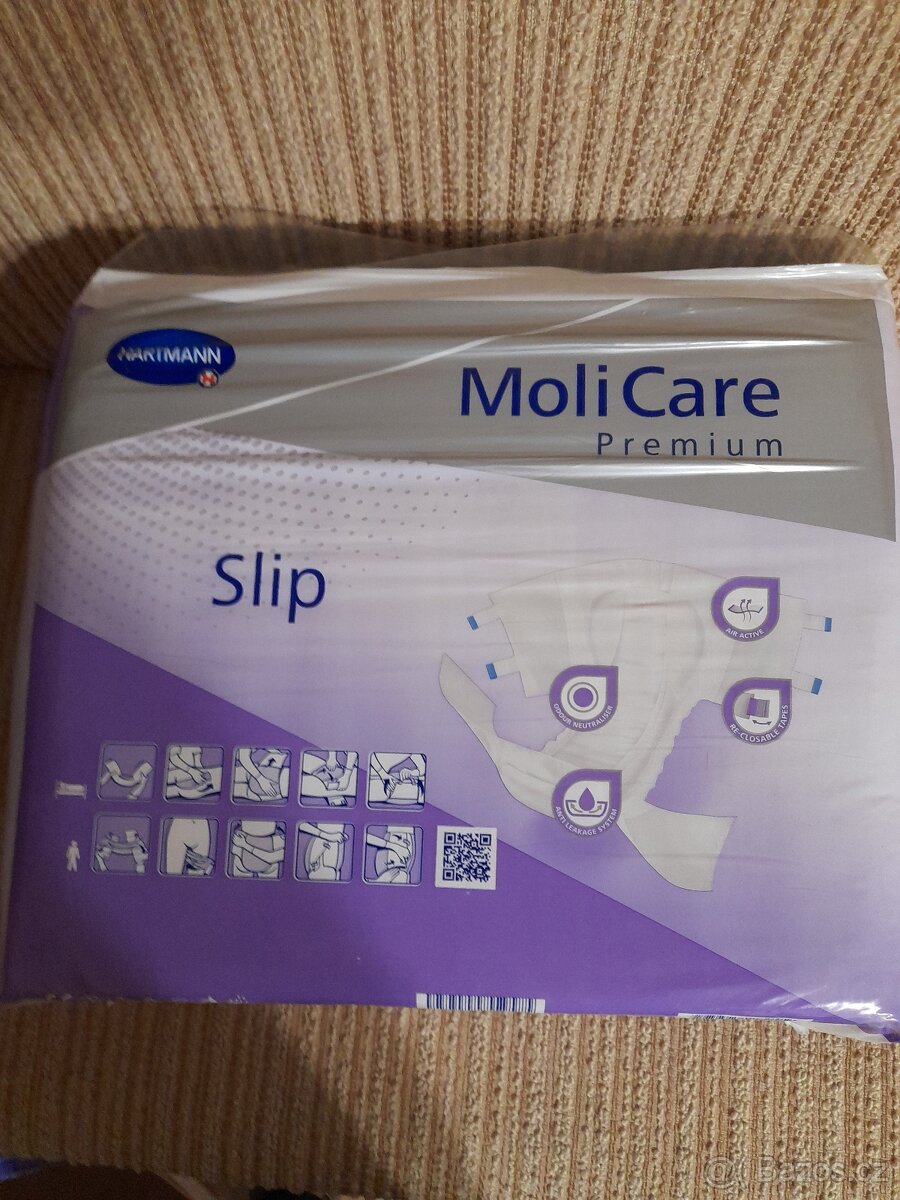 HARTMANN
MoliCare
Premium
Slip
AIR ACTIVE
ODOUR NEUTRALISER
RE-CLOSABLE TAPES
ANTI LEAKAGE SYSTEM
@ Bazos.cz